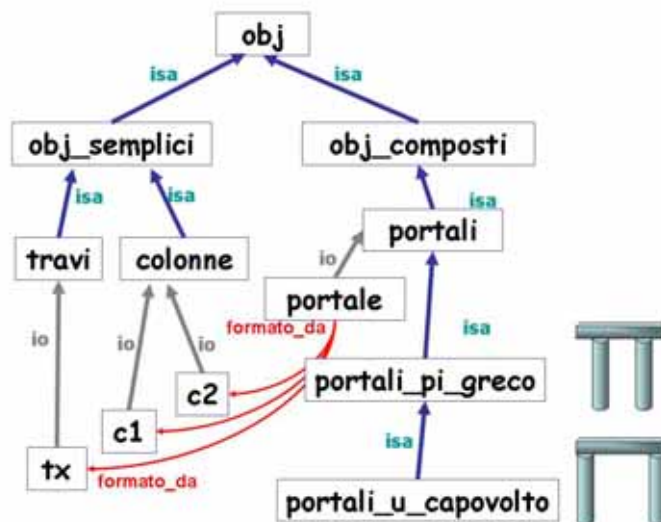 obj
isa
isa
obj_semplici
obj_composti
isa
isa
isa
travi
colonne
portali
io
portale
formato_da
io
io
io
isa
c2
portali_pi_greco
c1
isa
tx
formato_da
portali_u_capovolto